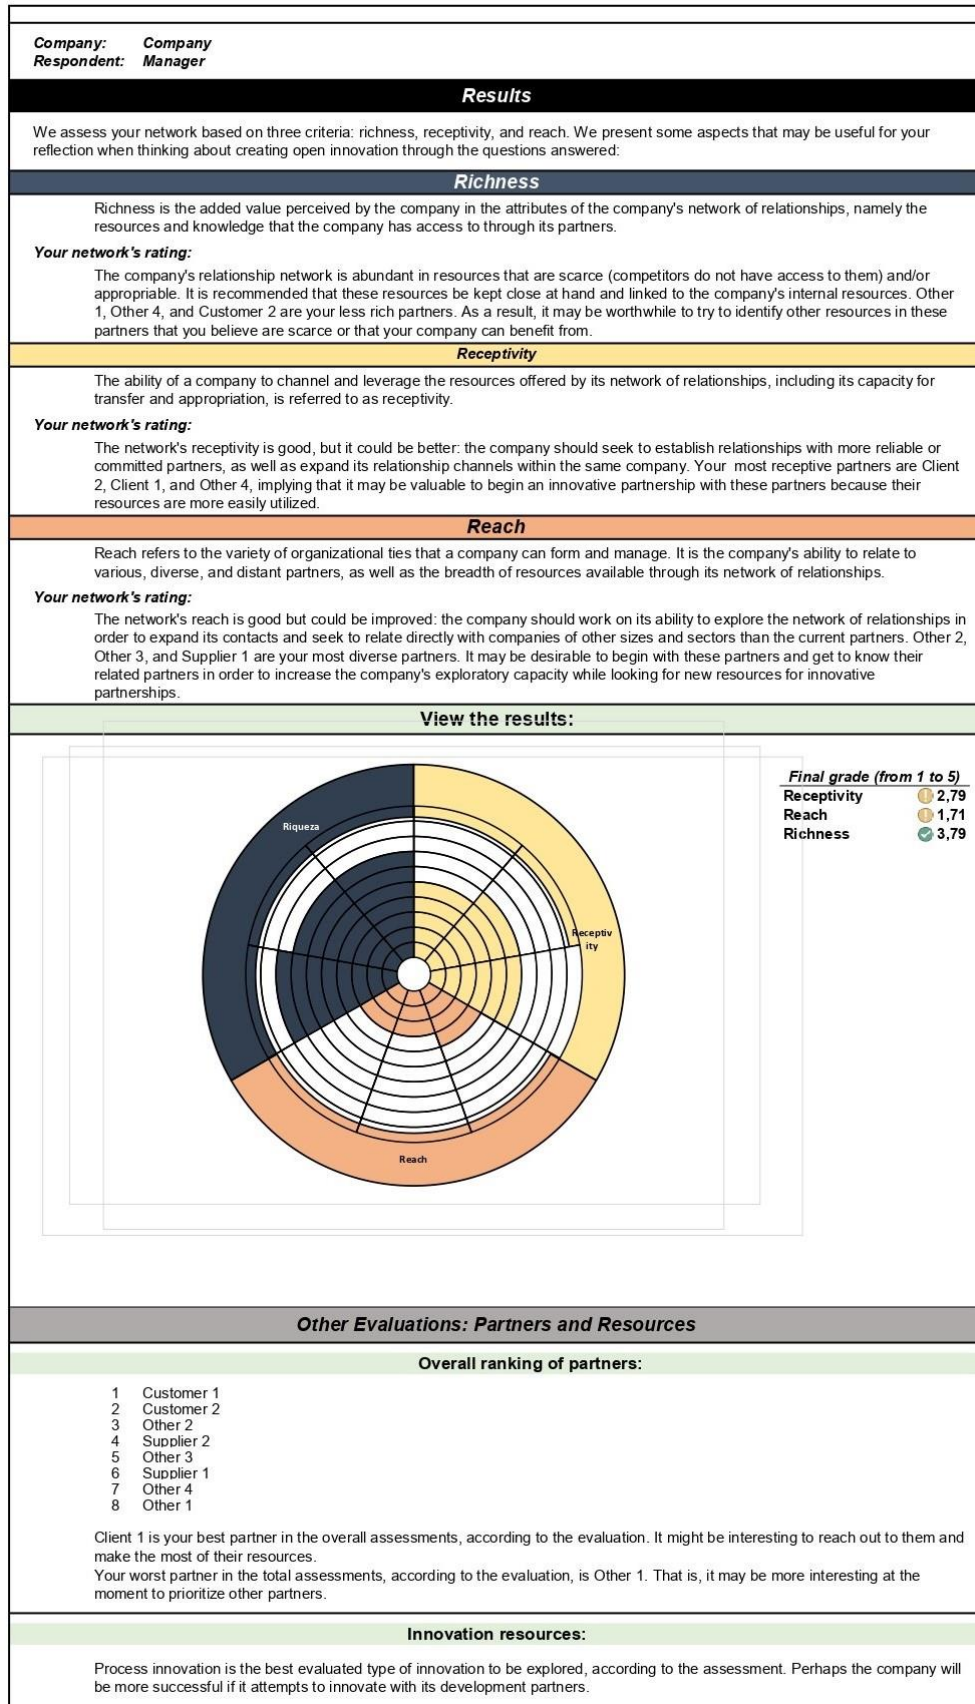 Company: Company
Respondent: Manager
Results
We assess your network based on three criteria: richness, receptivity, and reach. We present some aspects that may be useful for your
reflection when thinking about creating open innovation through the questions answered:
Richness
Richness is the added value perceived by the company in the attributes of the company's network of relationships, namely the
resources and knowledge that the company has access to through its partners.
Your network's rating:
The company's relationship network is abundant in resources that are scarce (competitors do not have access to them) and/or
appropriable. It is recommended that these resources be kept close at hand and linked to the company's internal resources. Other
1, Other 4, and Customer 2 are your less rich partners. As a result, it may be worthwhile to try to identify other resources in these
partners that you believe are scarce or that your company can benefit from.
Receptivity
The ability of a company to channel and leverage the resources offered by its network of relationships, including its capacity for
transfer and appropriation, is referred to as receptivity.
Your network's rating:
The network's receptivity is good, but it could be better: the company should seek to establish relationships with more reliable or
committed partners, as well as expand its relationship channels within the same company. Your most receptive partners are Client
2, Client 1, and Other 4, implying that it may be valuable to begin an innovative partnership with these partners because their
resources are more easily utilized.
Reach
Reach refers to the variety of organizational ties that a company can form and manage. It is the company's ability to relate to
various, diverse, and distant partners, as well as the breadth of resources available through its network of relationships.
Your network's rating:
The network's reach is good but could be improved: the company should work on its ability to explore the network of relationships in
order to expand its contacts and seek to relate directly with companies of other sizes and sectors than the current partners. Other 2,
Other 3, and Supplier 1 are your most diverse partners. It may be desirable to begin with these partners and get to know their
related partners in order to increase the company's exploratory capacity while looking for new resources for innovative
partnerships.
View the results:
Final grade (from 1 to 5)
Receptivity 2,79
Reach 1,71
Richness 3,79
Riqueza
Receptiv
ity
Reach
Other Evaluations: Partners and Resources
Overall ranking of partners:
1 Customer 1
2 Customer 2
3 Other 2
4 Supplier 2
5 Other 3
6 Supplier 1
7 Other 4
8 Other 1
Client 1 is your best partner in the overall assessments, according to the evaluation. It might be interesting to reach out to them and
make the most of their resources.
Your worst partner in the total assessments, according to the evaluation, is Other 1. That is, it may be more interesting at the
moment to prioritize other partners.
Innovation resources:
Process innovation is the best evaluated type of innovation to be explored, according to the assessment. Perhaps the company will
be more successful if it attempts to innovate with its development partners.